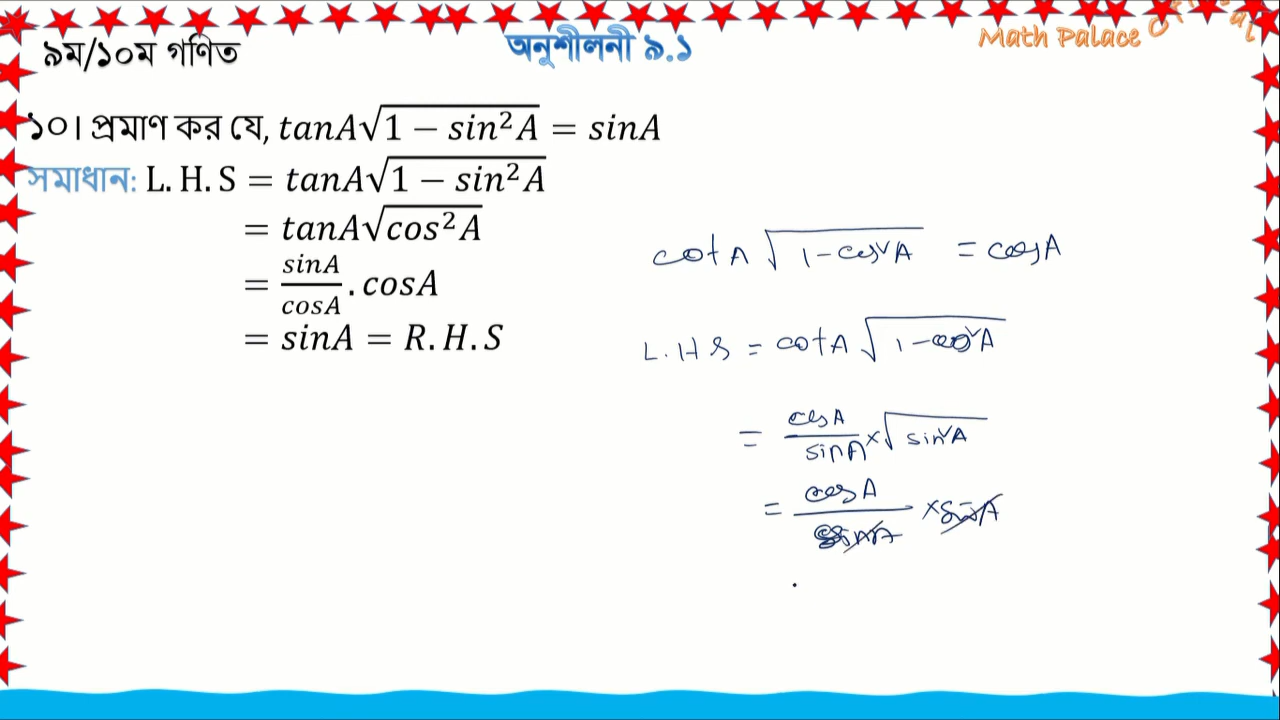 ৯ম/১০ম গণিত
অনুশীলনী ৯.১
Math Palace
১০। প্রমাণ কর যে, tanA√1 − sin²A = sinA
সমাধান: L.H.S = tanA√1 − sin²A
= tanA√cos²A
= sinA/cosA . cosA
= sinA = R.H.S
cotA √1-cos²A = cosA
L.H.S = cotA √1-cos²A
= cosA/sinA × √sin²A
= cosA/sinA × sinA